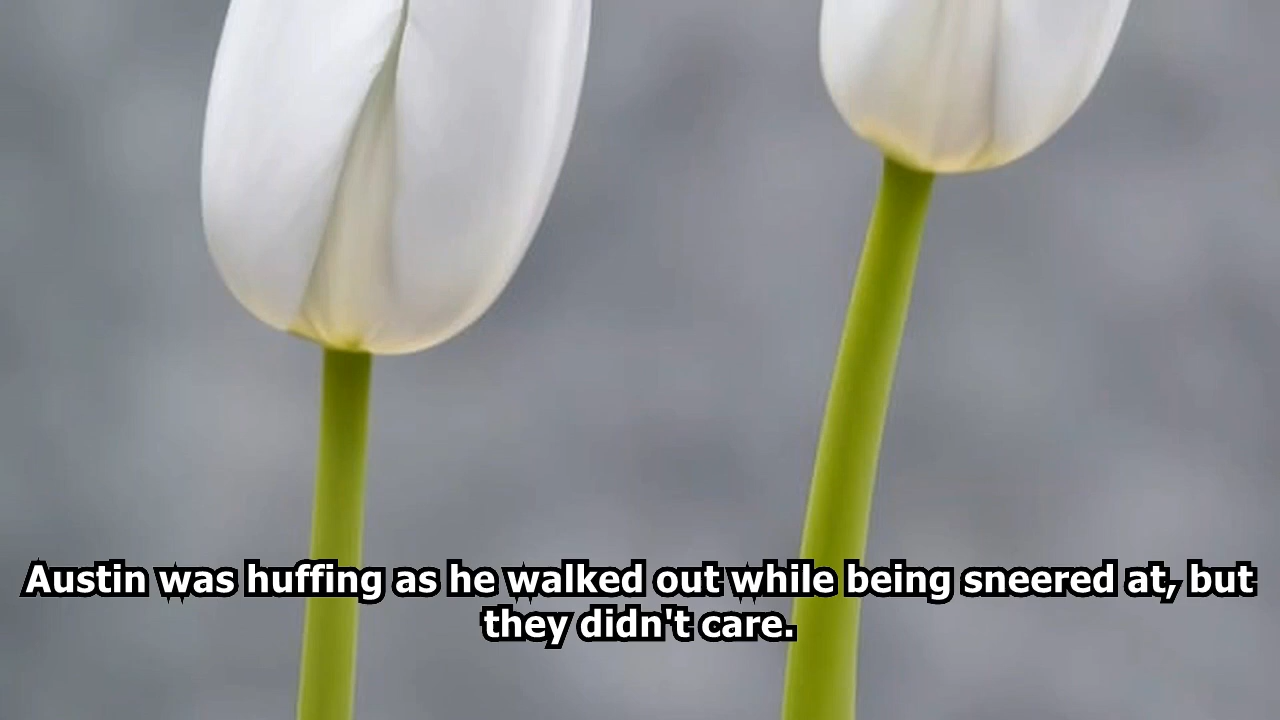 Austin was huffing as he walked out while being sneered at, but
they didn't care.